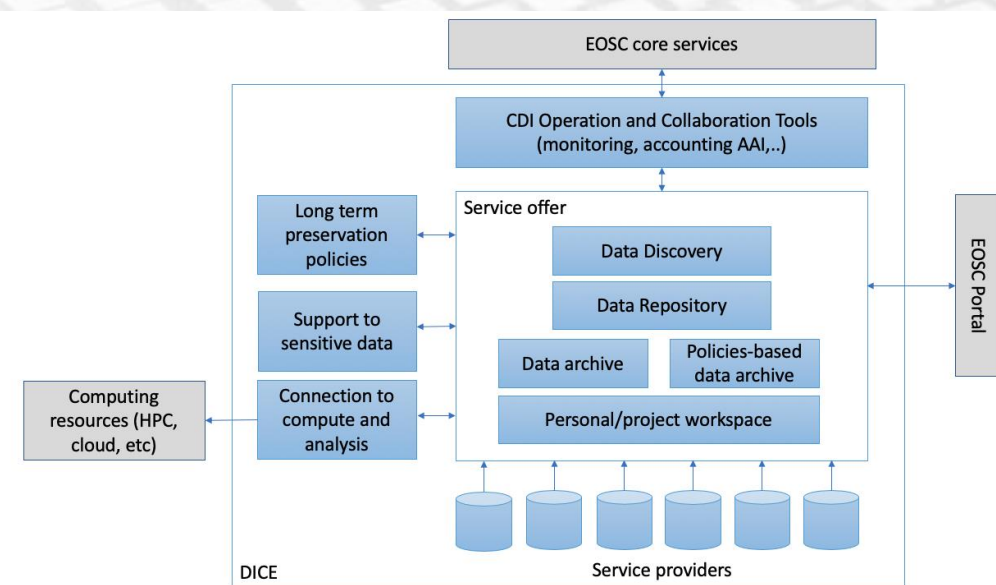 EOSC core services
CDI Operation and Collaboration Tools
(monitoring, accounting AAI,..)
Long term
preservation
policies
Service offer
Data Discovery
EOSC Portal
Data Repository
Support to
sensitive data
Data archive
Policies-based
data archive
Computing
resources (HPC,
cloud, etc)
Connection to
compute and
analysis
Personal/project workspace
DICE
Service providers